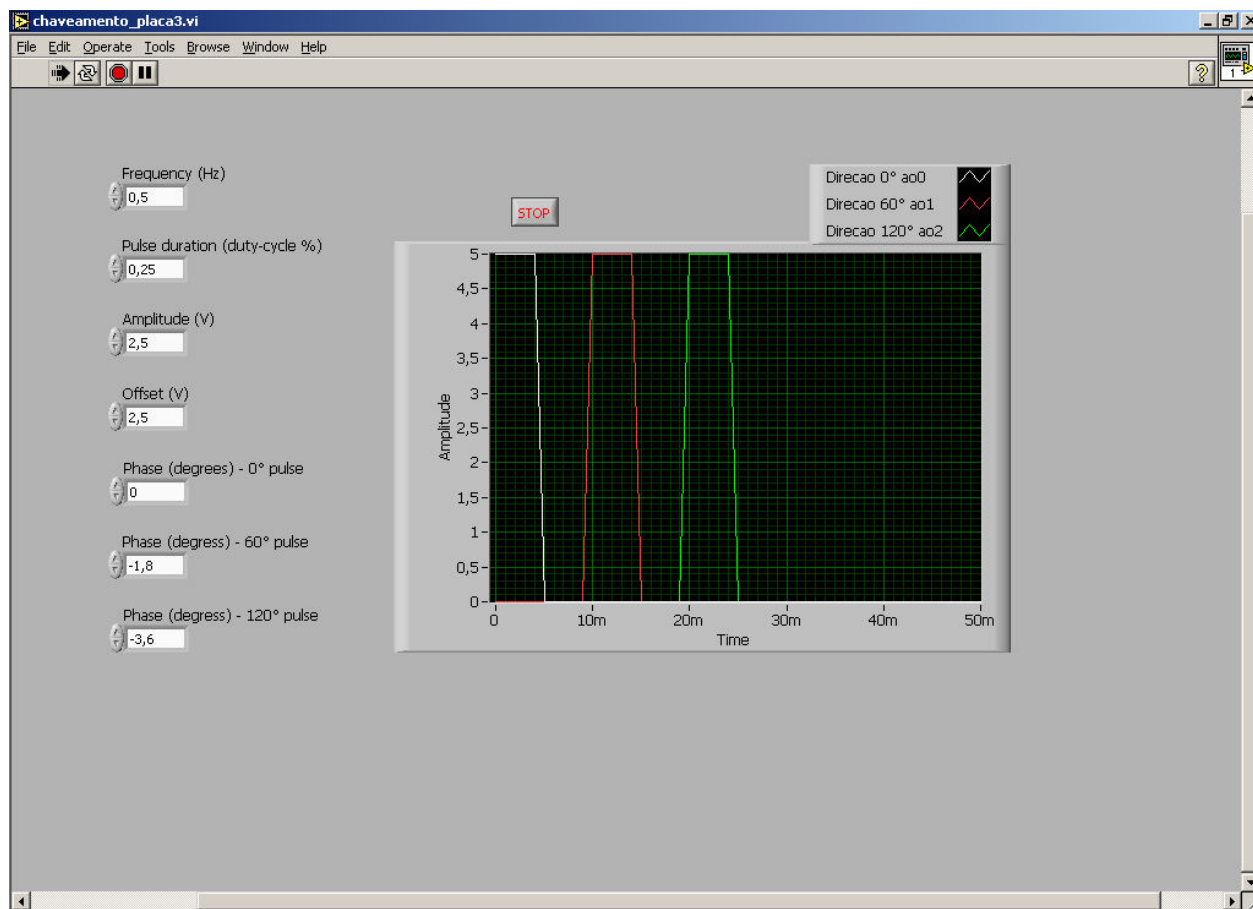 chaveamento_placa3.vi
File Edit Operate Tools Browse Window Help
1
Frequency (Hz)
0,5
Pulse duration (duty-cycle %)
0,25
Amplitude (V)
2,5
Offset (V)
2,5
Phase (degrees) - 0° pulse
0
Phase (degress) - 60° pulse
-1,8
Phase (degress) - 120° pulse
-3,6
STOP
Direcao 0° ao0
Direcao 60° ao1
Direcao 120° ao2
Amplitude
5
4,5
4
3,5
3
2,5
2
1,5
1
0,5
0
0 10m 20m 30m 40m 50m
Time